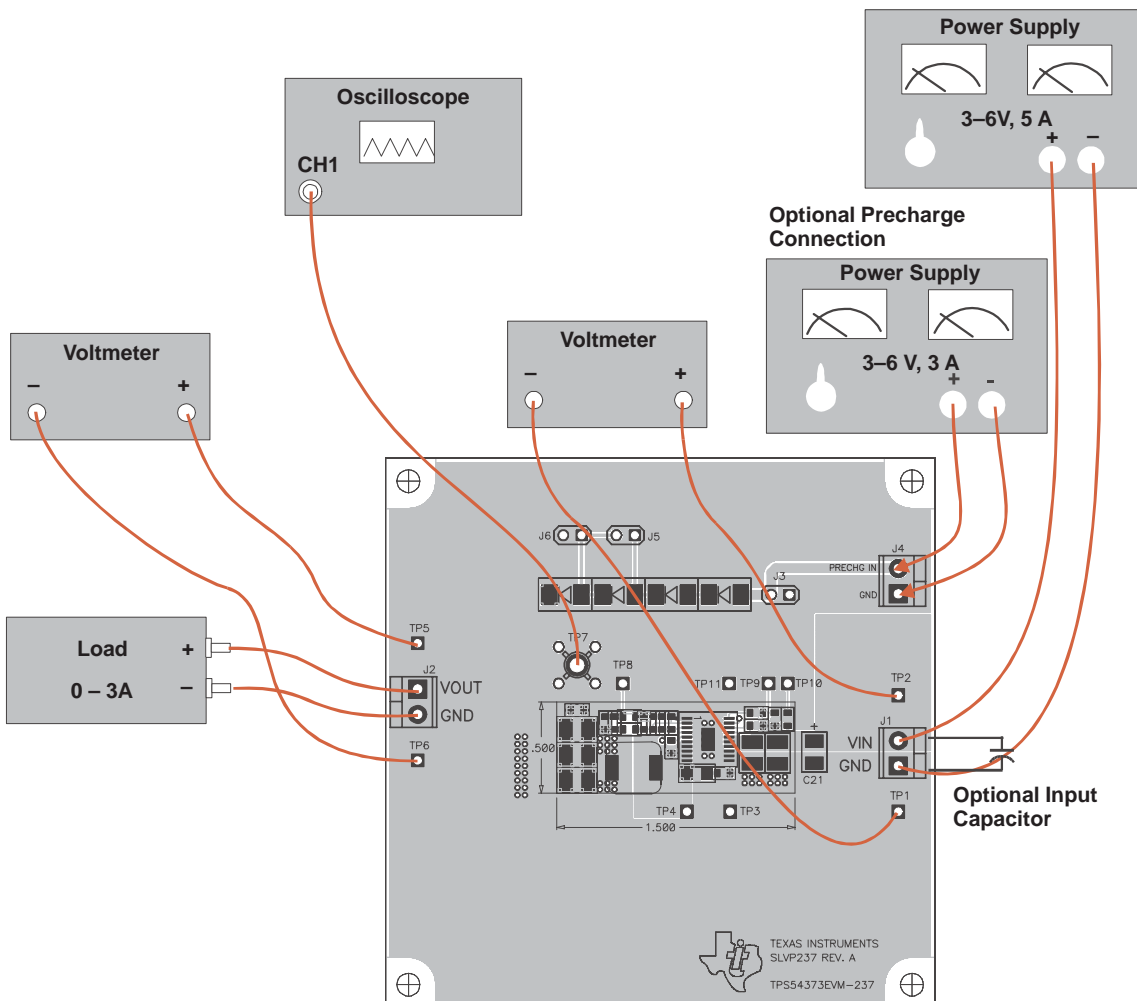 Power Supply
3–6V, 5 A
+ –
Oscilloscope
CH1
Optional Precharge
Connection
Power Supply
3–6 V, 3 A
+ -
Voltmeter
– +
Voltmeter
– +
J6
J5
J4
PRECHG IN
J3
GND
Load
+
0 – 3A
–
TP5
J2
VOUT
GND
TP6
TP7
TP8
TP11
TP9
TP10
TP2
J1
VIN
GND
+
C21
1
.500
TP4
TP3
1.500
TP1
Optional Input
Capacitor
TEXAS INSTRUMENTS
SLVP237 REV. A
TPS54373EVM-237